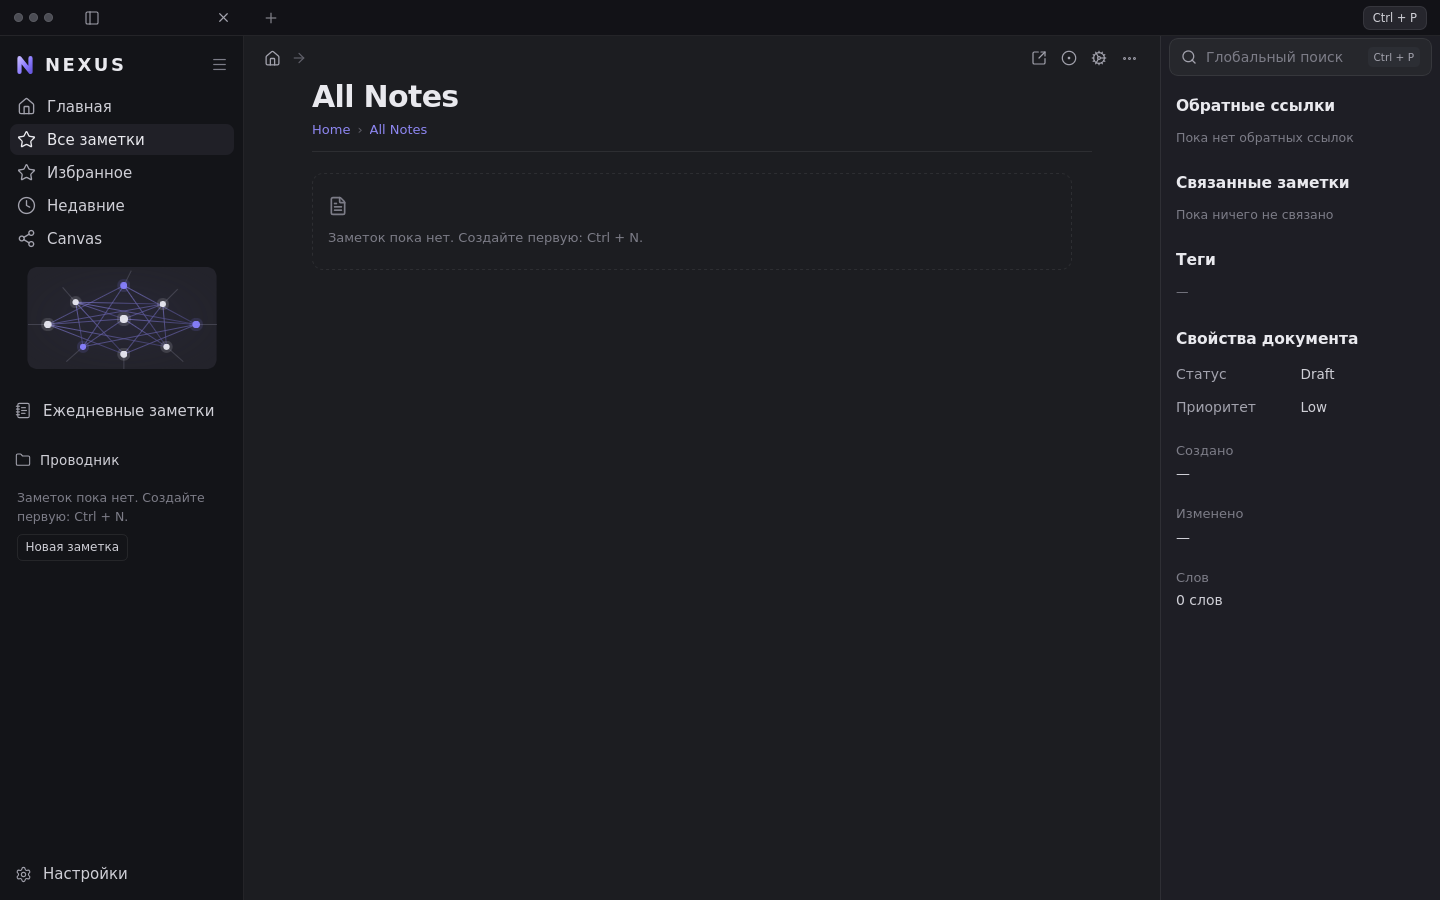 Ctrl + P
NEXUS
Главная
Все заметки
Избранное
Недавние
Canvas
Ежедневные заметки
Проводник
Заметок пока нет. Создайте
первую: Ctrl + N.
Новая заметка
Настройки
All Notes
Home › All Notes
Заметок пока нет. Создайте первую: Ctrl + N.
Глобальный поиск Ctrl + P
Обратные ссылки
Пока нет обратных ссылок
Связанные заметки
Пока ничего не связано
Теги
—
Свойства документа
Статус Draft
Приоритет Low
Создано
—
Изменено
—
Слов
0 слов